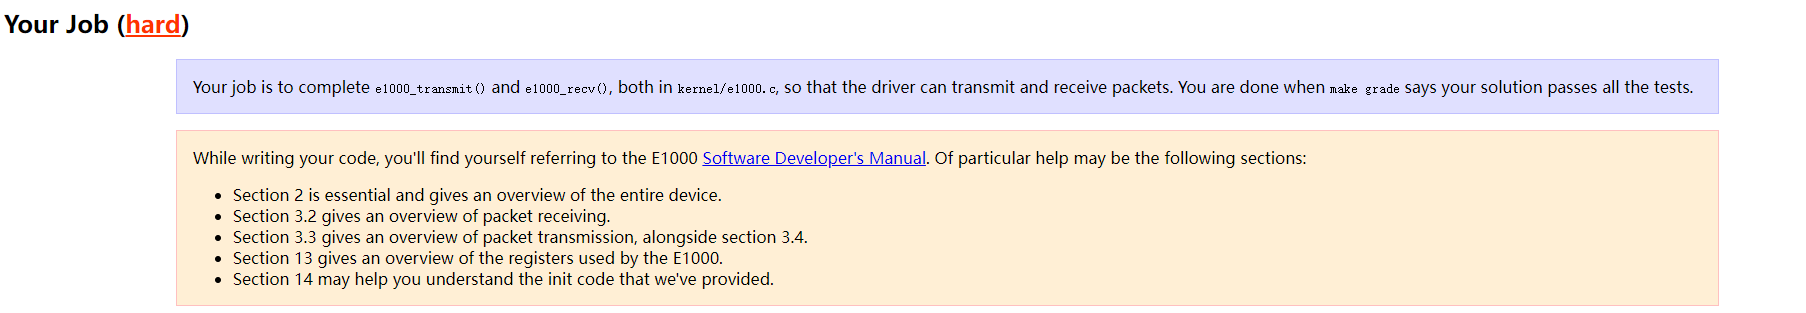 Your Job (hard)
Your job is to complete e1000_transmit() and e1000_recv(), both in kernel/e1000.c, so that the driver can transmit and receive packets. You are done when make grade says your solution passes all the tests.
While writing your code, you'll find yourself referring to the E1000 Software Developer's Manual. Of particular help may be the following sections:
• Section 2 is essential and gives an overview of the entire device.
• Section 3.2 gives an overview of packet receiving.
• Section 3.3 gives an overview of packet transmission, alongside section 3.4.
• Section 13 gives an overview of the registers used by the E1000.
• Section 14 may help you understand the init code that we've provided.